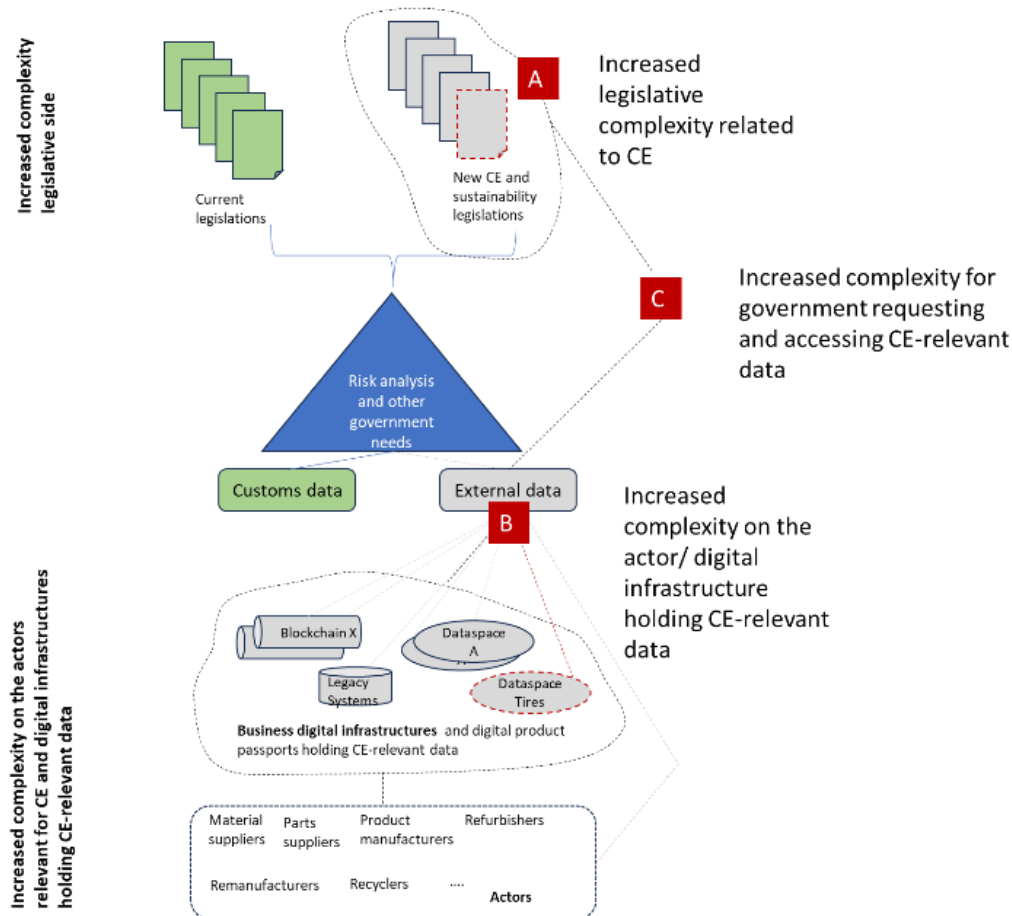 Increased complexity
legislative side
Current
legislations
New CE and
sustainability
legislations
A
Increased
legislative
complexity related
to CE
C
Increased complexity for
government requesting
and accessing CE-relevant
data
Risk analysis
and other
government
needs
Customs data
External data
B
Increased
complexity on the
actor/ digital
infrastructure
holding CE-relevant
data
Increased complexity on the actors
relevant for CE and digital infrastructures
holding CE-relevant data
Blockchain X
Dataspace
A
Legacy
Systems
Dataspace
Tires
Business digital infrastructures and digital product
passports holding CE-relevant data
Material
suppliers
Parts
suppliers
Product
manufacturers
Refurbishers
Remanufacturers
Recyclers
....
Actors